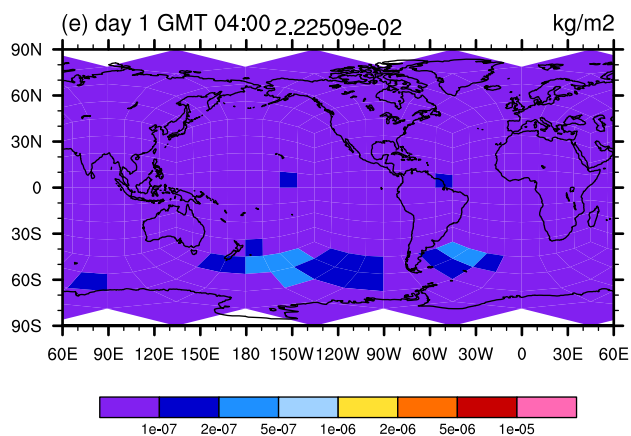 (e) day 1 GMT 04:00 2.22509e-02 kg/m2
90N
60N
30N
0
30S
60S
90S
60E 90E 120E 150E 180 150W 120W 90W 60W 30W 0 30E 60E
1e-07 2e-07 5e-07 1e-06 2e-06 5e-06 1e-05